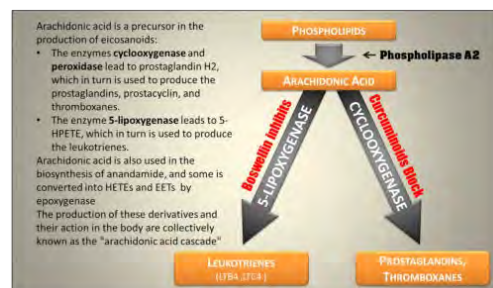 Arachidonic acid is a precursor in the
production of eicosanoids:
• The enzymes cyclooxygenase and
peroxidase lead to prostaglandin H2,
which in turn is used to produce the
prostaglandins, prostacyclin, and
thromboxanes.
• The enzyme 5-lipoxygenase leads to 5-
HPETE, which in turn is used to produce
the leukotrienes.
Arachidonic acid is also used in the
biosynthesis of anandamide, and some is
converted into HETEs and EETs by
epoxygenase
The production of these derivatives and
their action in the body are collectively
known as the "arachidonic acid cascade"
PHOSPHOLIPIDS
← Phospholipase A2
ARACHIDONIC ACID
Boswellin Inhibits
5-LIPOXYGENASE
CYCLOOXYGENASE
Curcuminoids Block
LEUKOTRIENES
(LTB4, LTC4)
PROSTAGLANDINS,
THROMBOXANES